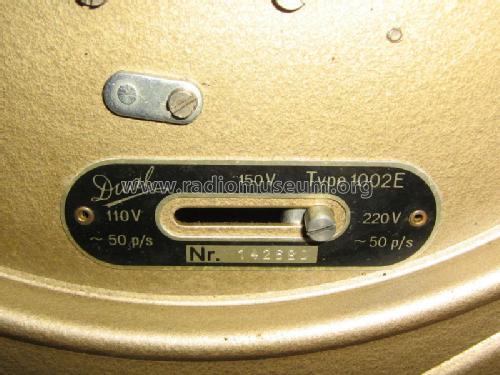 Dual 150V Type 1002E
www.radiomuseum.org
110V 220V
~ 50 p/s ~ 50 p/s
Nr.